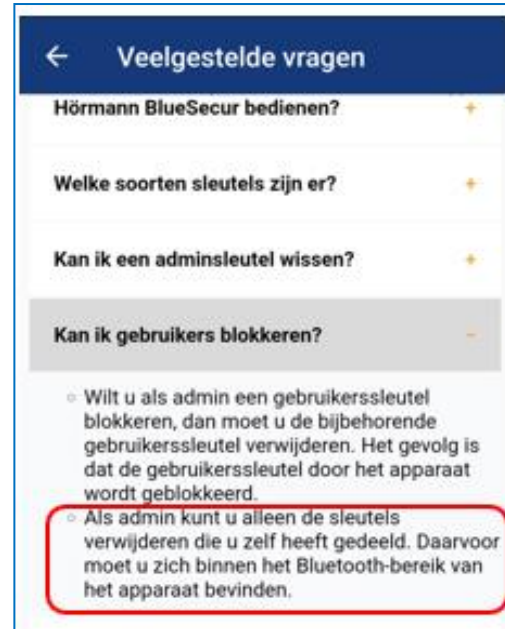 Veelgestelde vragen
Hörmann BlueSecur bedienen?
Welke soorten sleutels zijn er?
Kan ik een adminsleutel wissen?
Kan ik gebruikers blokkeren?
Wilt u als admin een gebruikerssleutel
blokkeren, dan moet u de bijbehorende
gebruikerssleutel verwijderen. Het gevolg is
dat de gebruikerssleutel door het apparaat
wordt geblokkeerd.
Als admin kunt u alleen de sleutels
verwijderen die u zelf heeft gedeeld. Daarvoor
moet u zich binnen het Bluetooth-bereik van
het apparaat bevinden.